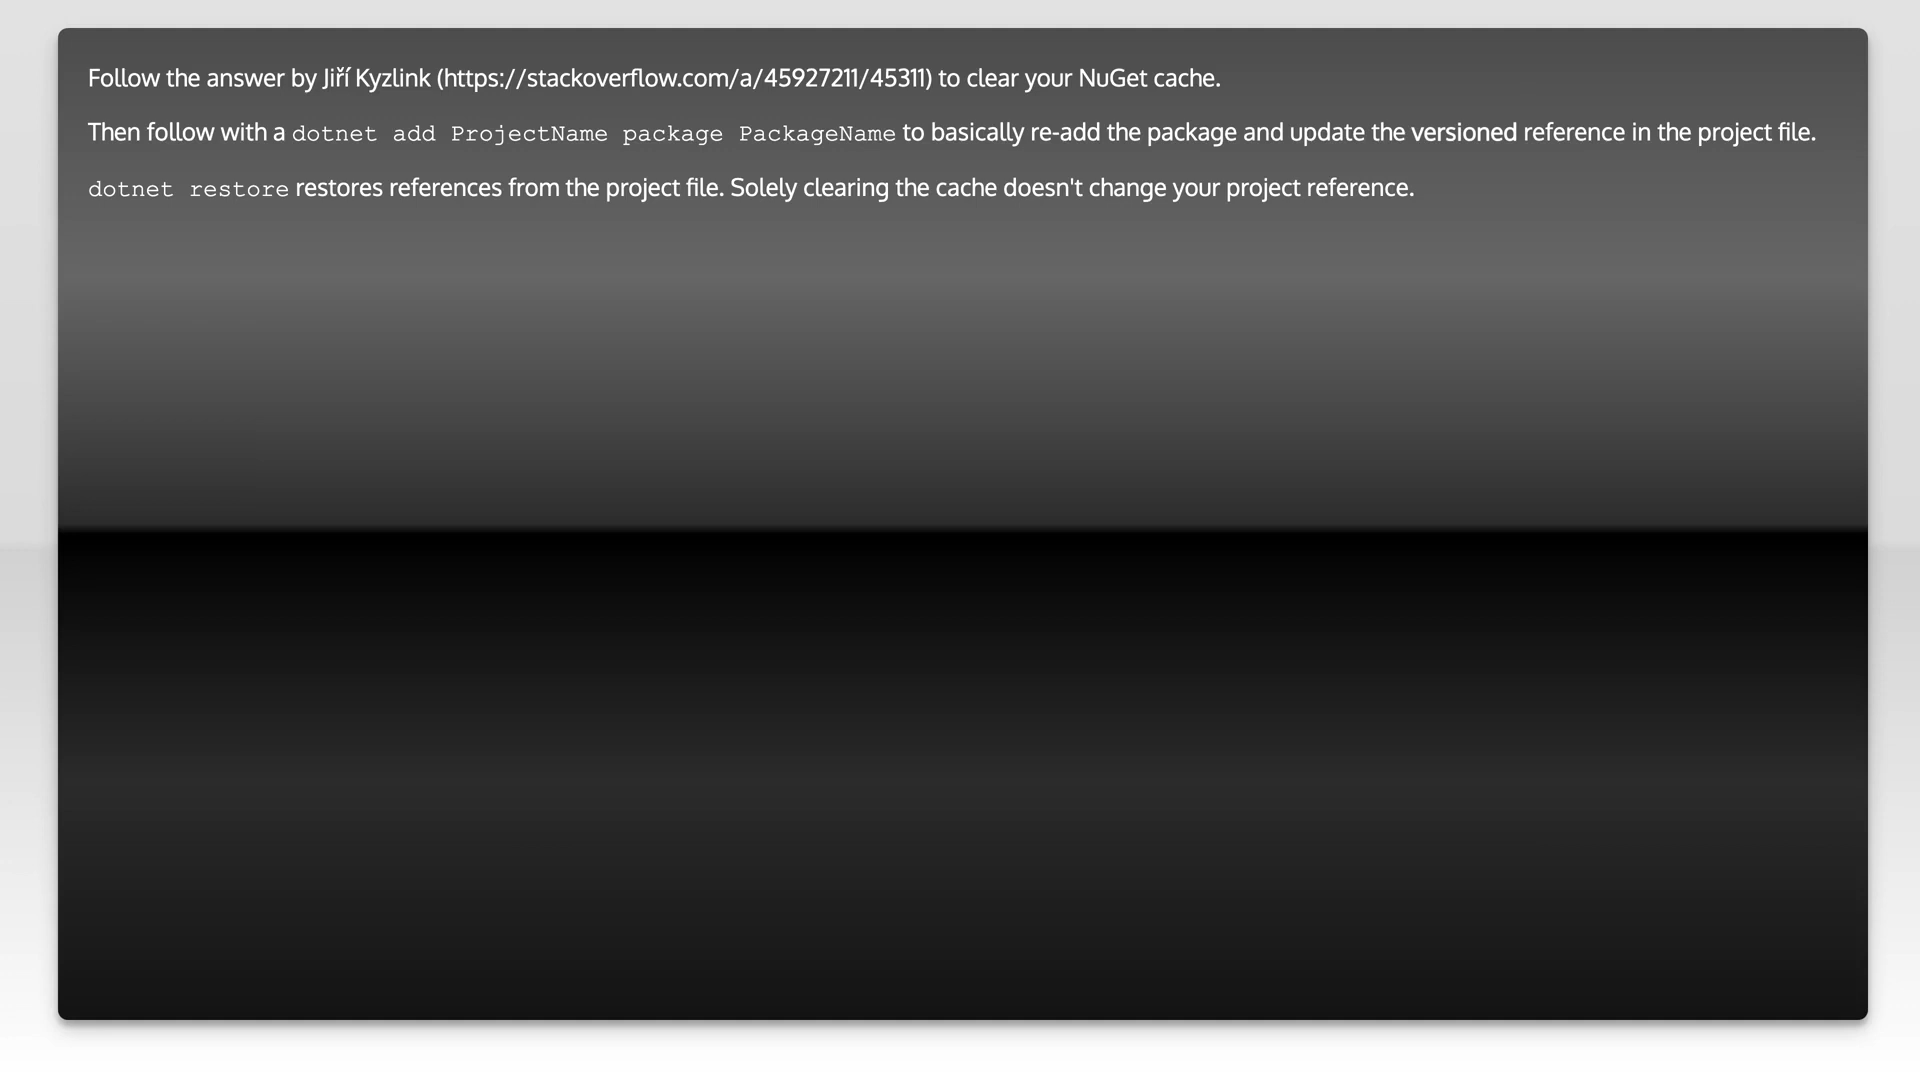 Follow the answer by Jiří Kyzlink (https://stackoverflow.com/a/45927211/45311) to clear your NuGet cache.
Then follow with a dotnet add ProjectName package PackageName to basically re-add the package and update the versioned reference in the project file.
dotnet restore restores references from the project file. Solely clearing the cache doesn't change your project reference.